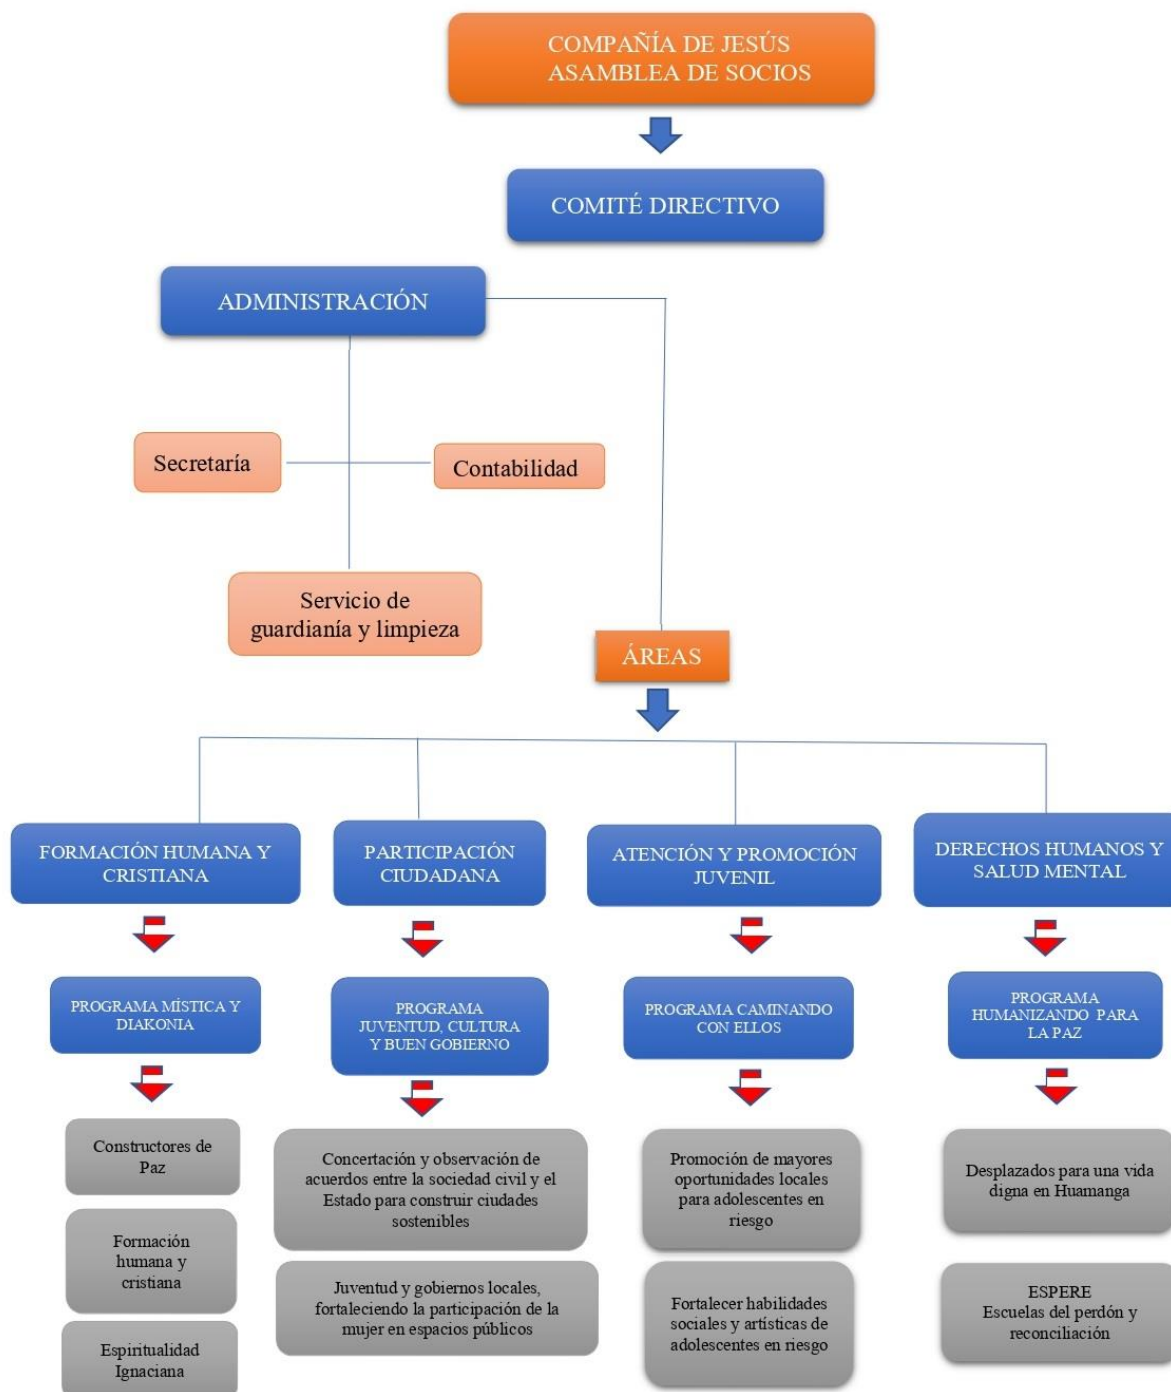 COMPAÑÍA DE JESÚS
ASAMBLEA DE SOCIOS
COMITÉ DIRECTIVO
ADMINISTRACIÓN
Secretaría
Contabilidad
Servicio de
guardianía y limpieza
ÁREAS
FORMACIÓN HUMANA Y
CRISTIANA
PARTICIPACIÓN
CIUDADANA
ATENCIÓN Y PROMOCIÓN
JUVENIL
DERECHOS HUMANOS Y
SALUD MENTAL
PROGRAMA MÍSTICA Y
DIAKONIA
PROGRAMA
JUVENTUD, CULTURA
Y BUEN GOBIERNO
PROGRAMA CAMINANDO
CON ELLOS
PROGRAMA
HUMANIZANDO PARA
LA PAZ
Constructores de
Paz
Formación
humana y
cristiana
Espiritualidad
Ignaciana
Concertación y observación de
acuerdos entre la sociedad civil y el
Estado para construir ciudades
sostenibles
Juventud y gobiernos locales,
fortaleciendo la participación de la
mujer en espacios públicos
Promoción de mayores
oportunidades locales
para adolescentes en
riesgo
Fortalecer habilidades
sociales y artísticas de
adolescentes en riesgo
Desplazados para una vida
digna en Huamanga
ESPERE
Escuelas del perdón y
reconciliación